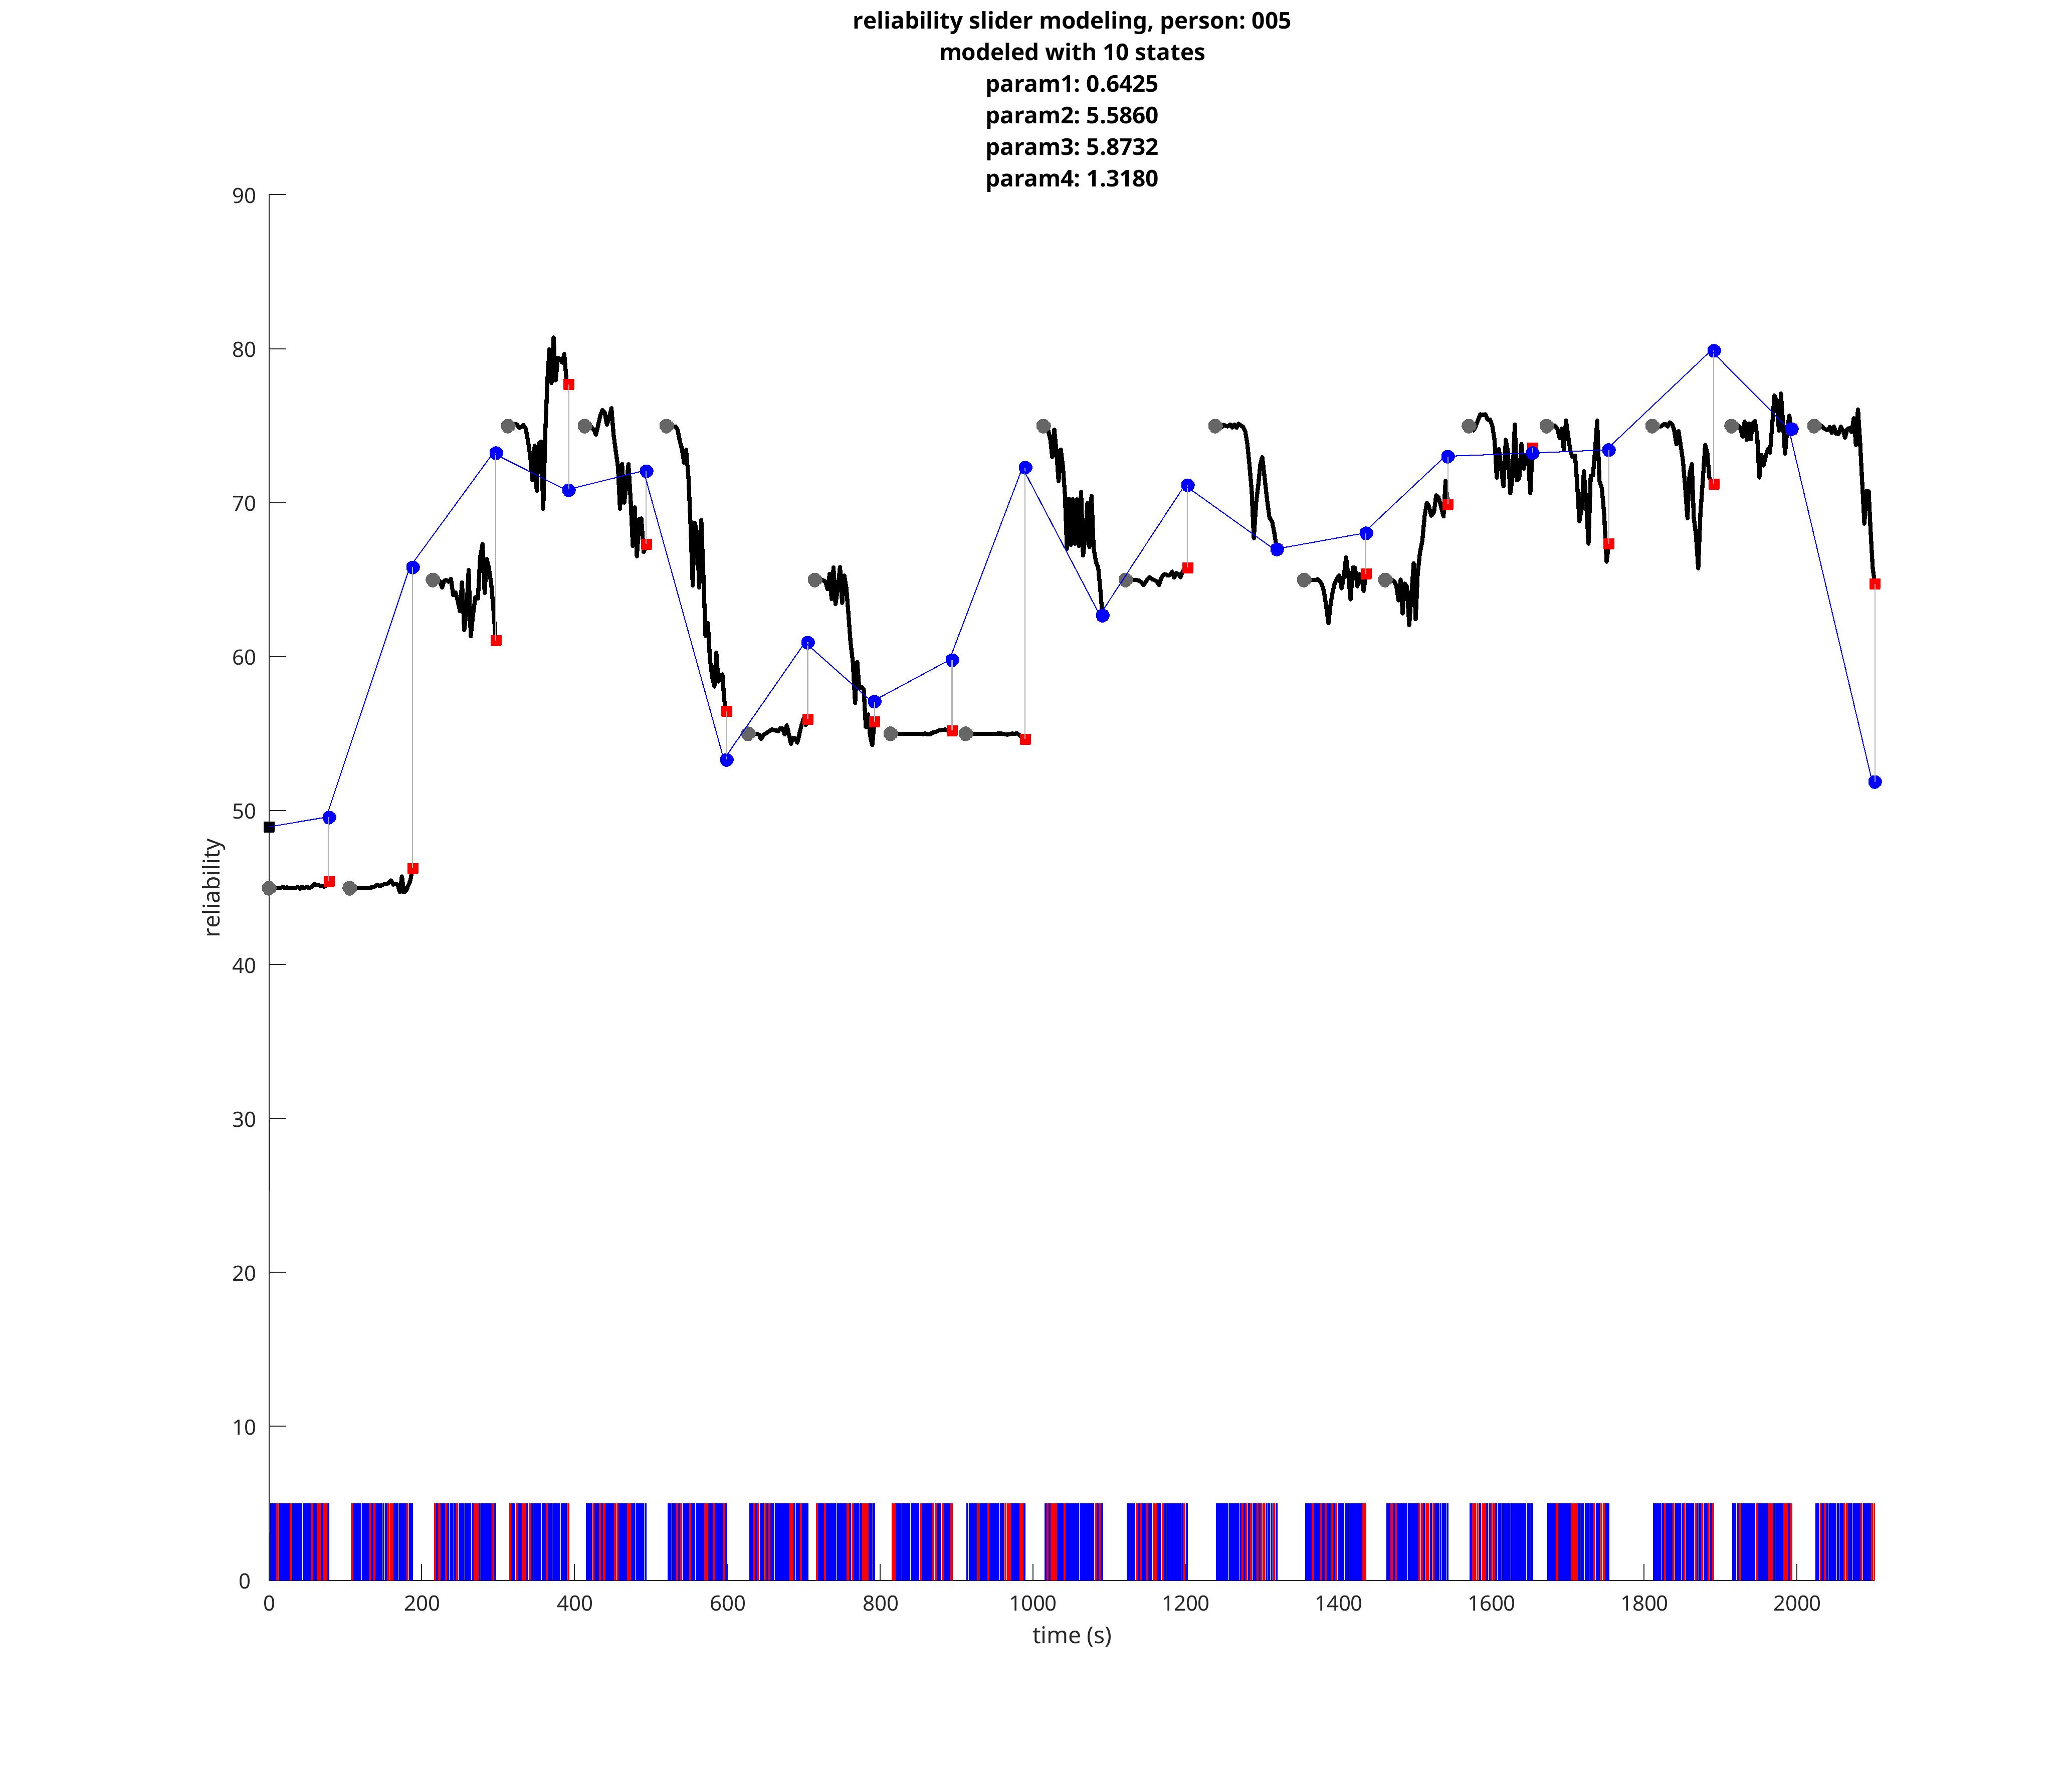 reliability slider modeling, person: 005
modeled with 10 states
param1: 0.6425
param2: 5.5860
param3: 5.8732
param4: 1.3180
90
80
70
60
50
40
30
20
10
0
reliability
0 200 400 600 800 1000 1200 1400 1600 1800 2000
time (s)